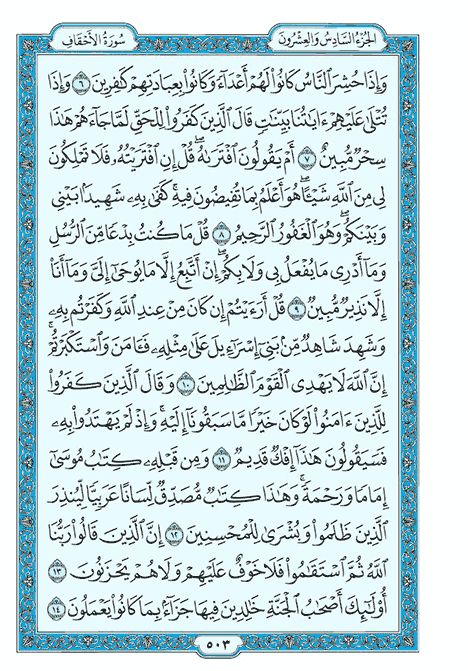 الجزء السادس والعشرون
سورة الأحقاف
وَإِذَا حُشِرَ ٱلنَّاسُ كَانُوا۟ لَهُمْ أَعْدَآءً وَكَانُوا۟ بِعِبَادَتِهِمْ كَٰفِرِينَ ٦ وَإِذَا
تُتْلَىٰ عَلَيْهِمْ ءَايَٰتُنَا بَيِّنَٰتٍ قَالَ ٱلَّذِينَ كَفَرُوا۟ لِلْحَقِّ لَمَّا جَآءَهُمْ هَٰذَا
سِحْرٌ مُّبِينٌ ٧ أَمْ يَقُولُونَ ٱفْتَرَىٰهُ ۖ قُلْ إِنِ ٱفْتَرَيْتُهُۥ فَلَا تَمْلِكُونَ
لِى مِنَ ٱللَّهِ شَيْـًٔا ۖ هُوَ أَعْلَمُ بِمَا تُفِيضُونَ فِيهِ ۖ كَفَىٰ بِهِۦ شَهِيدًۢا بَيْنِى
وَبَيْنَكُمْ ۖ وَهُوَ ٱلْغَفُورُ ٱلرَّحِيمُ ٨ قُلْ مَا كُنتُ بِدْعًا مِّنَ ٱلرُّسُلِ
وَمَآ أَدْرِى مَا يُفْعَلُ بِى وَلَا بِكُمْ ۖ إِنْ أَتَّبِعُ إِلَّا مَا يُوحَىٰٓ إِلَىَّ وَمَآ أَنَا۠
إِلَّا نَذِيرٌ مُّبِينٌ ٩ قُلْ أَرَءَيْتُمْ إِن كَانَ مِنْ عِندِ ٱللَّهِ وَكَفَرْتُم بِهِۦ
وَشَهِدَ شَاهِدٌ مِّنۢ بَنِىٓ إِسْرَٰٓءِيلَ عَلَىٰ مِثْلِهِۦ فَـَٔامَنَ وَٱسْتَكْبَرْتُمْ ۖ
إِنَّ ٱللَّهَ لَا يَهْدِى ٱلْقَوْمَ ٱلظَّٰلِمِينَ ١٠ وَقَالَ ٱلَّذِينَ كَفَرُوا۟
لِلَّذِينَ ءَامَنُوا۟ لَوْ كَانَ خَيْرًا مَّا سَبَقُونَآ إِلَيْهِ ۚ وَإِذْ لَمْ يَهْتَدُوا۟ بِهِۦ
فَسَيَقُولُونَ هَٰذَآ إِفْكٌ قَدِيمٌ ١١ وَمِن قَبْلِهِۦ كِتَٰبُ مُوسَىٰٓ
إِمَامًا وَرَحْمَةً ۚ وَهَٰذَا كِتَٰبٌ مُّصَدِّقٌ لِّسَانًا عَرَبِيًّا لِّيُنذِرَ
ٱلَّذِينَ ظَلَمُوا۟ وَبُشْرَىٰ لِلْمُحْسِنِينَ ١٢ إِنَّ ٱلَّذِينَ قَالُوا۟ رَبُّنَا
ٱللَّهُ ثُمَّ ٱسْتَقَٰمُوا۟ فَلَا خَوْفٌ عَلَيْهِمْ وَلَا هُمْ يَحْزَنُونَ ١٣
أُو۟لَٰٓئِكَ أَصْحَٰبُ ٱلْجَنَّةِ خَٰلِدِينَ فِيهَا جَزَآءًۢ بِمَا كَانُوا۟ يَعْمَلُونَ ١٤
٥٠٣